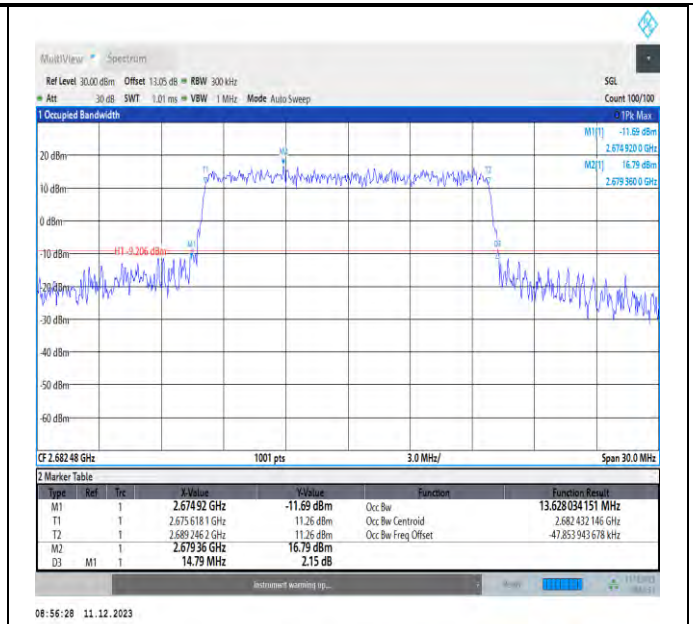 MultiView Spectrum
Ref Level 30.00 dBm Offset 13.05 dB RBW 300 kHz SGL
Att 30 dB SWT 1.01 ms VBW 1 MHz Mode Auto Sweep Count 100/100
1 Occupied Bandwidth 1Pk Max
M1[1] -11.69 dBm
2.674 920 0 GHz
M2[1] 16.79 dBm
2.679 360 0 GHz
20 dBm
T1 M2 T2
10 dBm
0 dBm
M1 D3
-10 dBm H1 -9.206 dBm
-20 dBm
-30 dBm
-40 dBm
-50 dBm
-60 dBm
CF 2.682 48 GHz 1001 pts 3.0 MHz/ Span 30.0 MHz
2 Marker Table
Type Ref Trc X-Value Y-Value Function Function Result
M1 1 2.674 92 GHz -11.69 dBm Occ Bw 13.628 034 151 MHz
T1 1 2.675 618 1 GHz 11.26 dBm Occ Bw Centroid 2.682 432 146 GHz
T2 1 2.689 246 2 GHz 11.26 dBm Occ Bw Freq Offset -47.853 943 678 kHz
M2 1 2.679 36 GHz 16.79 dBm
D3 M1 1 14.79 MHz 2.15 dB
Instrument warming up...
08:56:28 11.12.2023